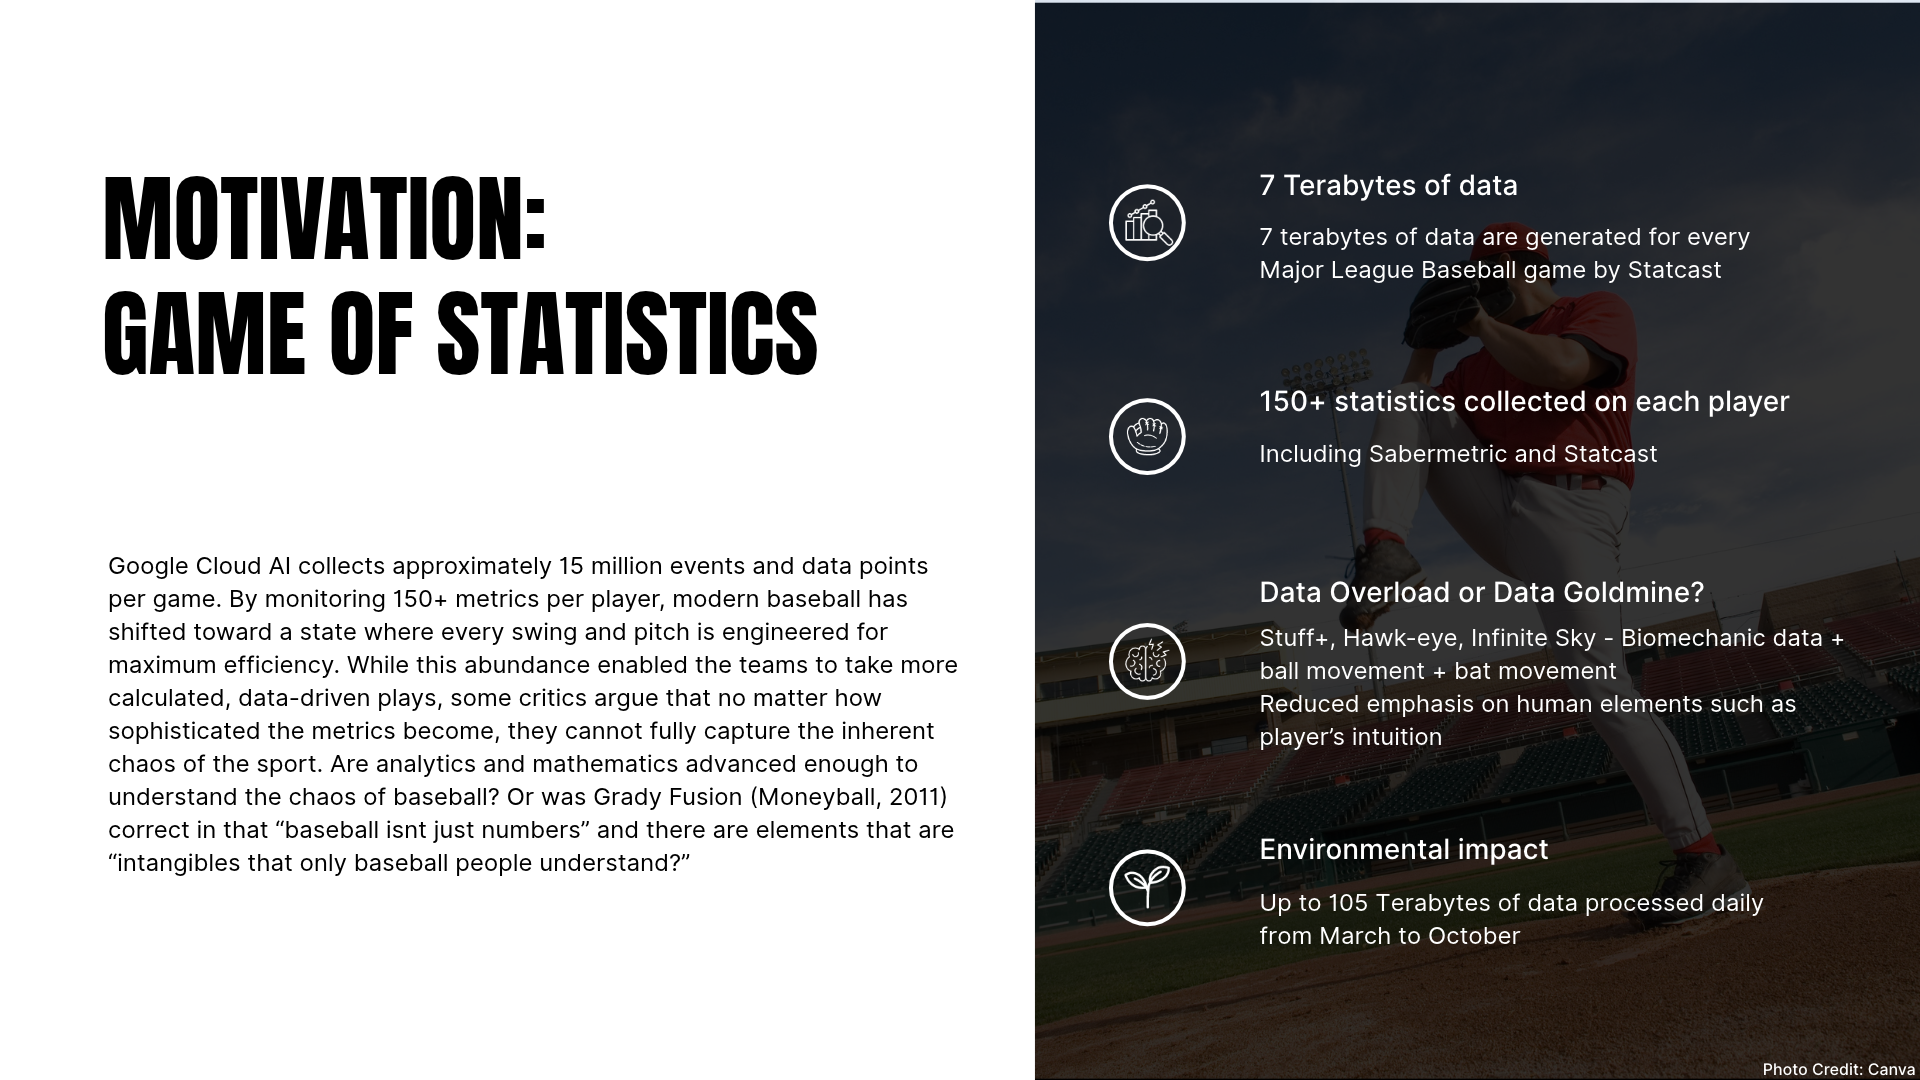 MOTIVATION:
GAME OF STATISTICS
Google Cloud AI collects approximately 15 million events and data points
per game. By monitoring 150+ metrics per player, modern baseball has
shifted toward a state where every swing and pitch is engineered for
maximum efficiency. While this abundance enabled the teams to take more
calculated, data-driven plays, some critics argue that no matter how
sophisticated the metrics become, they cannot fully capture the inherent
chaos of the sport. Are analytics and mathematics advanced enough to
understand the chaos of baseball? Or was Grady Fusion (Moneyball, 2011)
correct in that “baseball isnt just numbers” and there are elements that are
“intangibles that only baseball people understand?”
7 Terabytes of data
7 terabytes of data are generated for every
Major League Baseball game by Statcast
150+ statistics collected on each player
Including Sabermetric and Statcast
Data Overload or Data Goldmine?
Stuff+, Hawk-eye, Infinite Sky - Biomechanic data +
ball movement + bat movement
Reduced emphasis on human elements such as
player’s intuition
Environmental impact
Up to 105 Terabytes of data processed daily
from March to October
Photo Credit: Canva